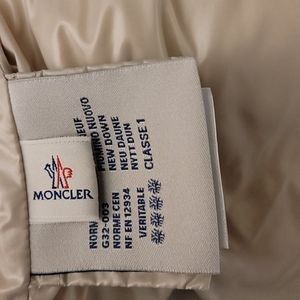 MONCLER
NEUF
PIUMINO NUOVO
NEW DOWN
NEU DAUNE
NYTT DUN
CLASSE 1
NORM
G32-003
NORME CEN
NF EN 12934
VERITABLE